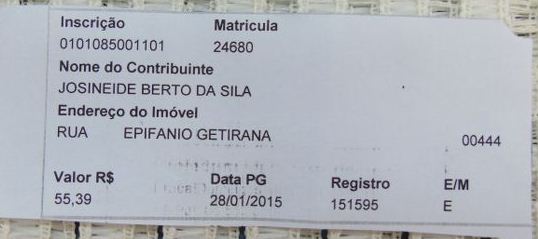 Inscrição Matricula
0101085001101 24680
Nome do Contribuinte
JOSINEIDE BERTO DA SILA
Endereço do Imóvel
RUA EPIFANIO GETIRANA 00444
Valor R$ Data PG Registro E/M
55,39 28/01/2015 151595 E